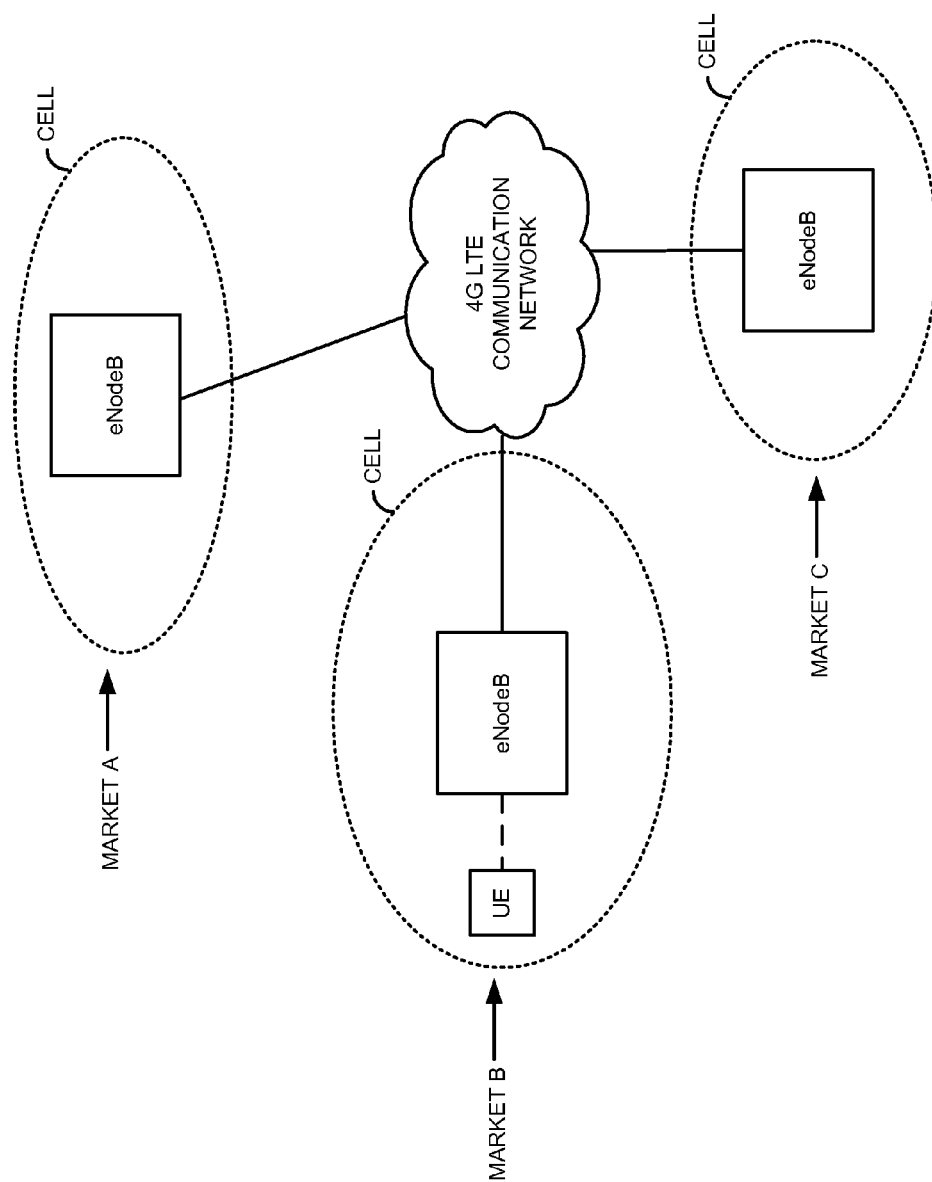 MARKET A
CELL
eNodeB
MARKET B
CELL
UE
eNodeB
4G LTE
COMMUNICATION
NETWORK
MARKET C
CELL
eNodeB